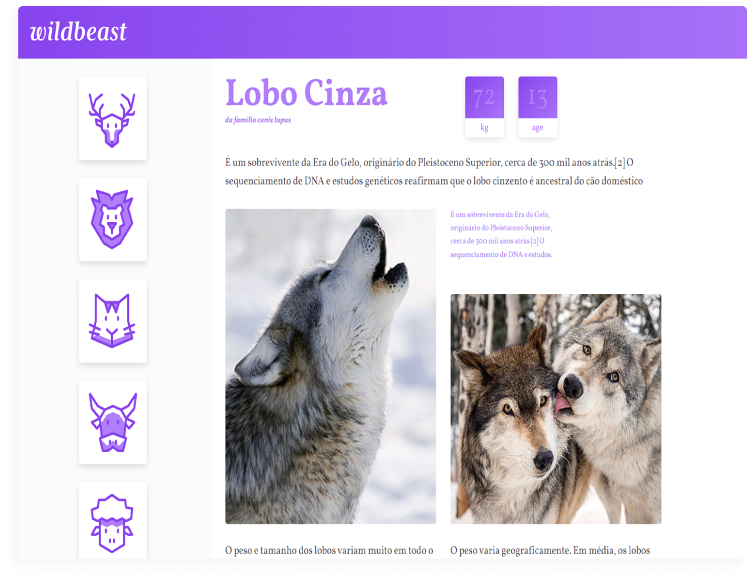 wildbeast
Lobo Cinza
da família canis lupus
72
kg
13
age
É um sobrevivente da Era do Gelo, originário do Pleistoceno Superior, cerca de 300 mil anos atrás.[2] O
sequenciamento de DNA e estudos genéticos reafirmam que o lobo cinzento é ancestral do cão doméstico
É um sobrevivente da Era do Gelo,
originário do Pleistoceno Superior,
cerca de 300 mil anos atrás.[2] O
sequenciamento de DNA e estudos.
O peso e tamanho dos lobos variam muito em todo o
O peso varia geograficamente. Em média, os lobos